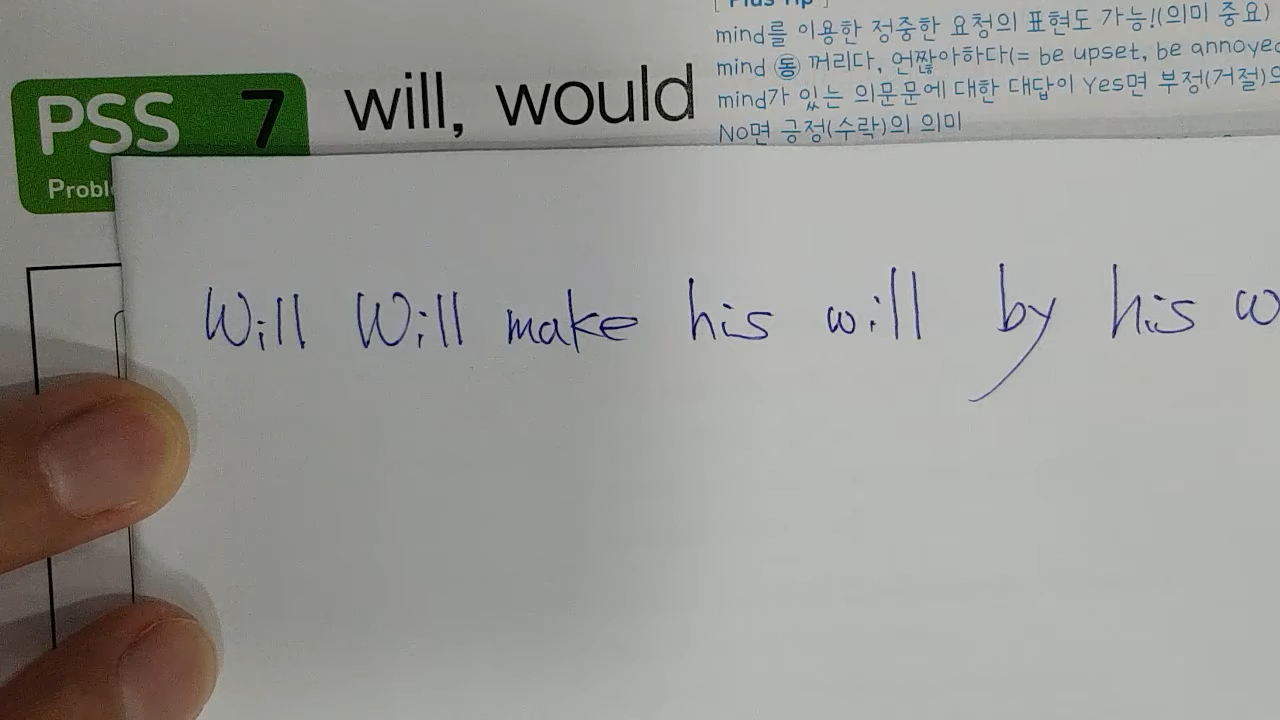 mind를 이용한 정중한 요청의 표현도 가능!(의미 중요)
mind 동 꺼리다, 언짢아하다(= be upset, be annoyed
mind가 있는 의문문에 대한 대답이 Yes면 부정(거절)의
No면 긍정(수락)의 의미
PSS 7 will, would
Will Will make his will by his